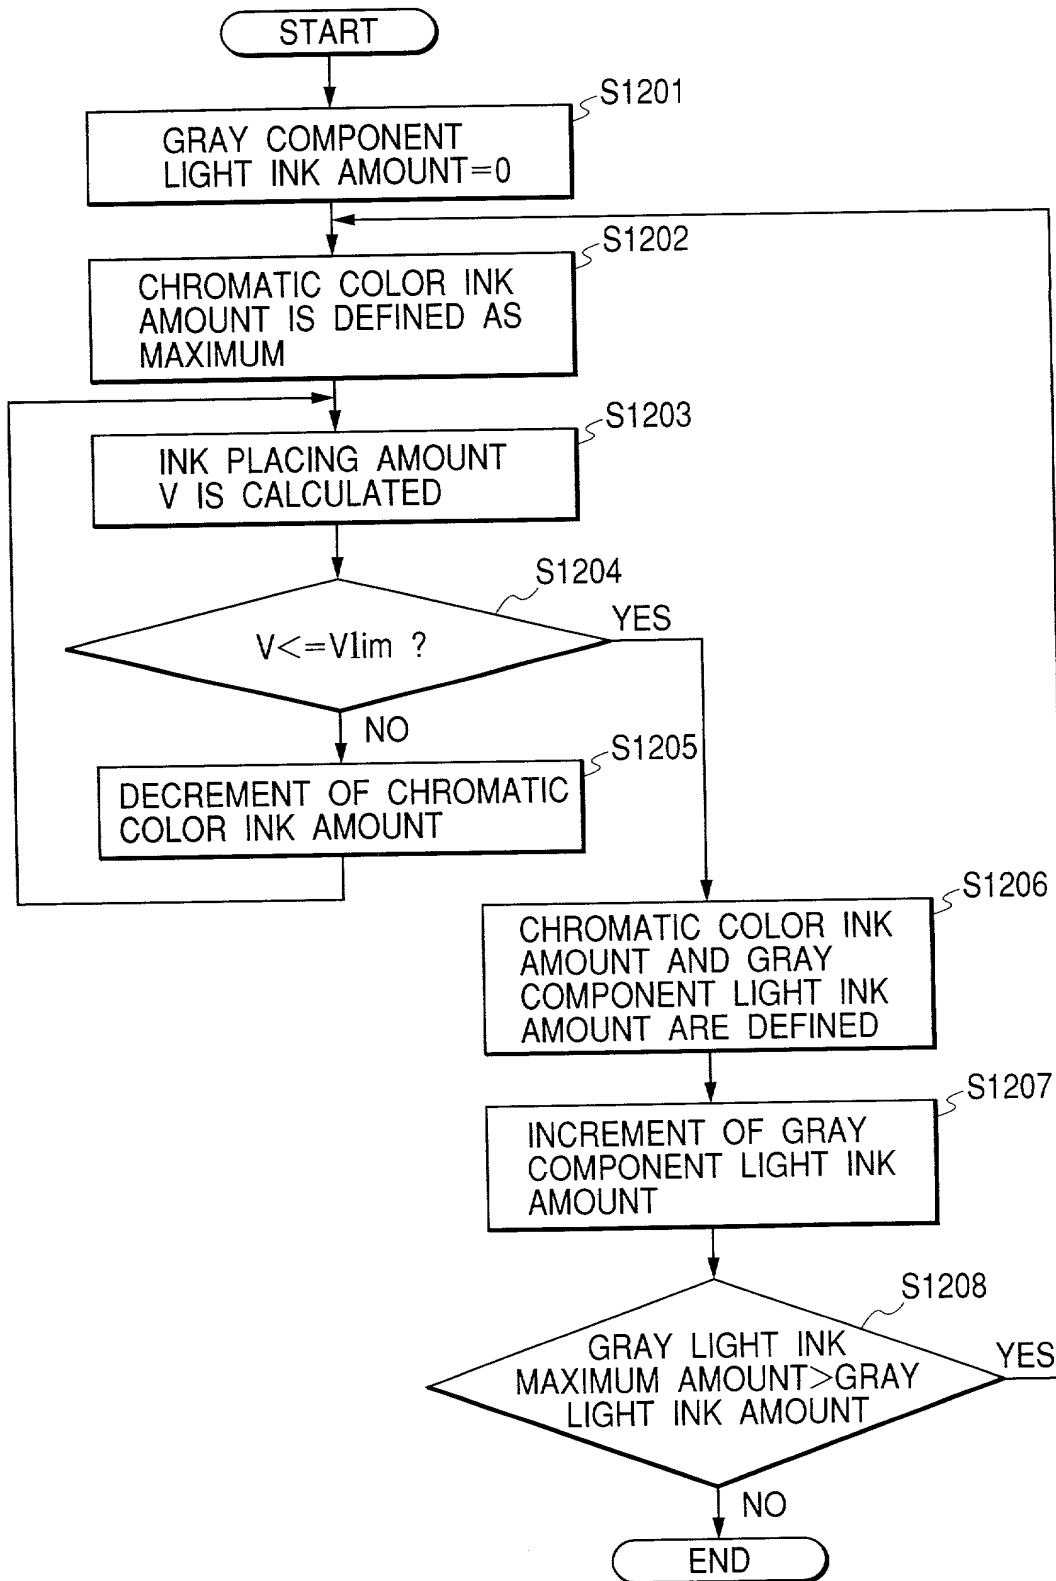 START
S1201
GRAY COMPONENT
LIGHT INK AMOUNT=0
S1202
CHROMATIC COLOR INK
AMOUNT IS DEFINED AS
MAXIMUM
S1203
INK PLACING AMOUNT
V IS CALCULATED
S1204
V<=Vlim ?
YES
NO
S1205
DECREMENT OF CHROMATIC
COLOR INK AMOUNT
S1206
CHROMATIC COLOR INK
AMOUNT AND GRAY
COMPONENT LIGHT INK
AMOUNT ARE DEFINED
S1207
INCREMENT OF GRAY
COMPONENT LIGHT INK
AMOUNT
S1208
GRAY LIGHT INK
MAXIMUM AMOUNT>GRAY
LIGHT INK AMOUNT
YES
NO
END